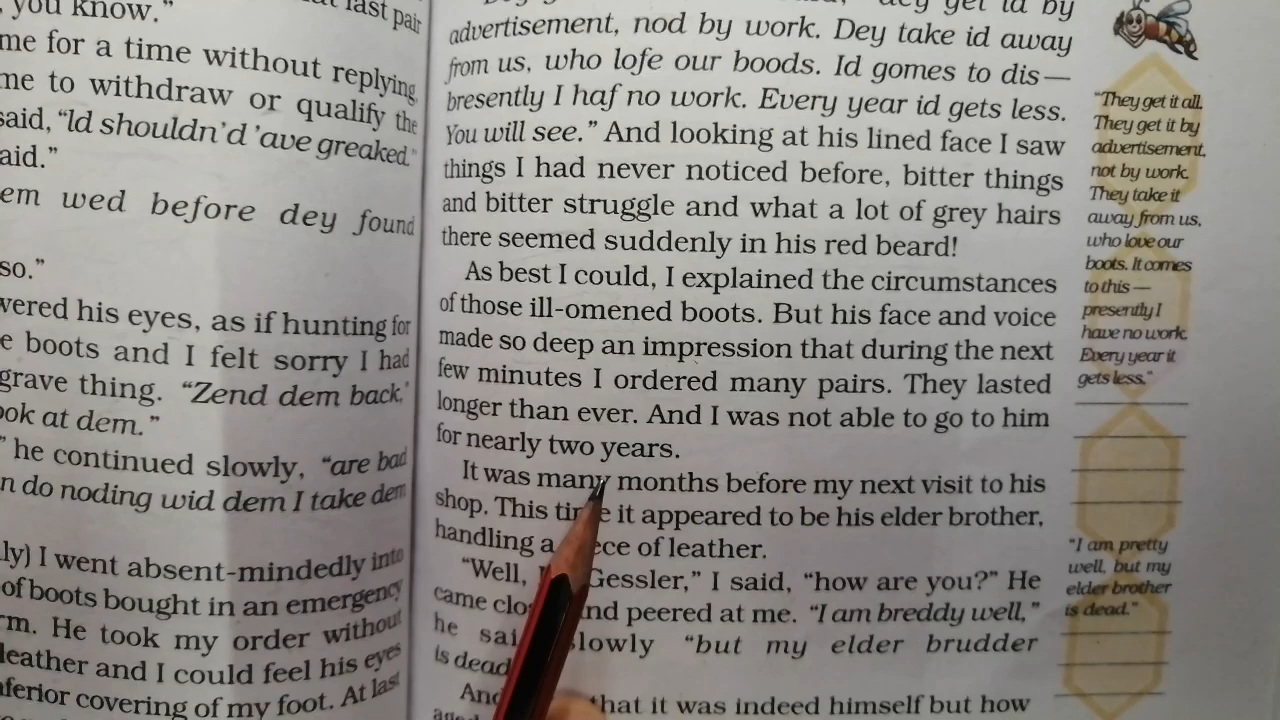 you know."
last pair
me for a time without replying,
me to withdraw or qualify the
said, "Id shouldn'd 'ave greaked."
aid."
em wed before dey found
so."
vered his eyes, as if hunting for
e boots and I felt sorry I had
grave thing. "Zend dem back,"
ook at dem."
" he continued slowly, "are bad
n do noding wid dem I take dem
ly) I went absent-mindedly into
of boots bought in an emergency
rm. He took my order without
leather and I could feel his eyes
nferior covering of my foot. At last
dey get id by
advertisement, nod by work. Dey take id away
from us, who lofe our boods. Id gomes to dis—
bresently I haf no work. Every year id gets less.
You will see." And looking at his lined face I saw
things I had never noticed before, bitter things
and bitter struggle and what a lot of grey hairs
there seemed suddenly in his red beard!
As best I could, I explained the circumstances
of those ill-omened boots. But his face and voice
made so deep an impression that during the next
few minutes I ordered many pairs. They lasted
longer than ever. And I was not able to go to him
for nearly two years.
It was many months before my next visit to his
shop. This time it appeared to be his elder brother,
handling a ece of leather.
"Well, Gessler," I said, "how are you?" He
came clo nd peered at me. "I am breddy well,"
he sai slowly "but my elder brudder
is dead
And that it was indeed himself but how
"They get it all.
They get it by
advertisement,
not by work.
They take it
away from us,
who love our
boots. It comes
to this—
presently I
have no work.
Every year it
gets less."
"I am pretty
well, but my
elder brother
is dead."